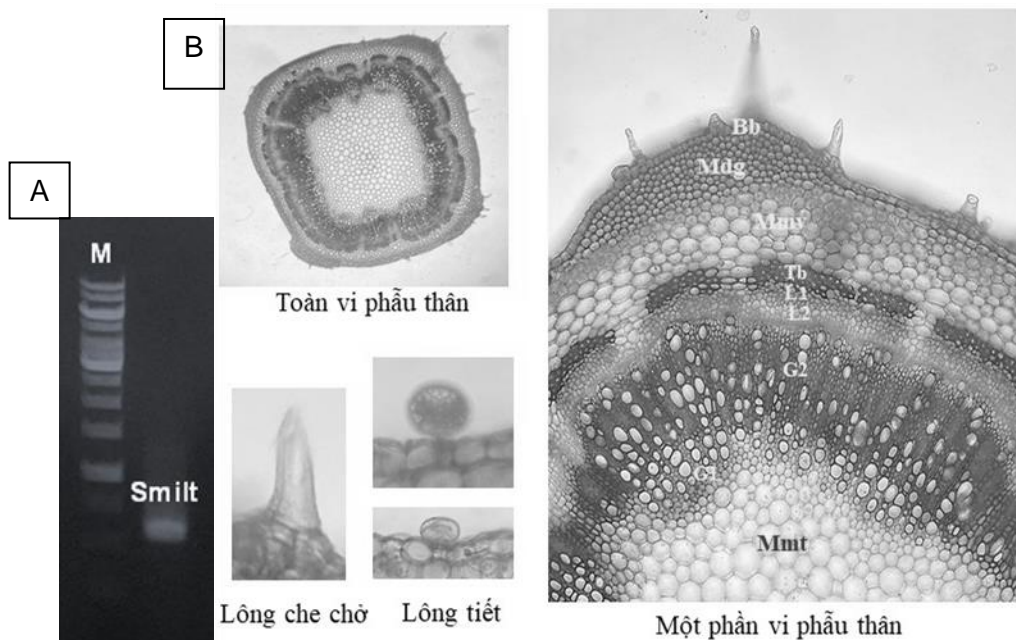 A
M
Smilt
B
Toàn vi phẫu thân
Lông che chở
Lông tiết
Bb
Mdg
Mmv
Tb
L1
L2
G2
G1
Mmt
Một phần vi phẫu thân